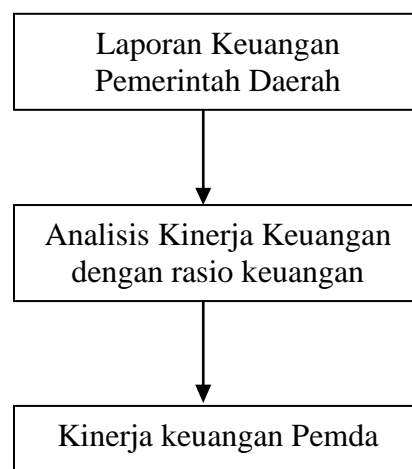 Laporan Keuangan
Pemerintah Daerah
Analisis Kinerja Keuangan
dengan rasio keuangan
Kinerja keuangan Pemda